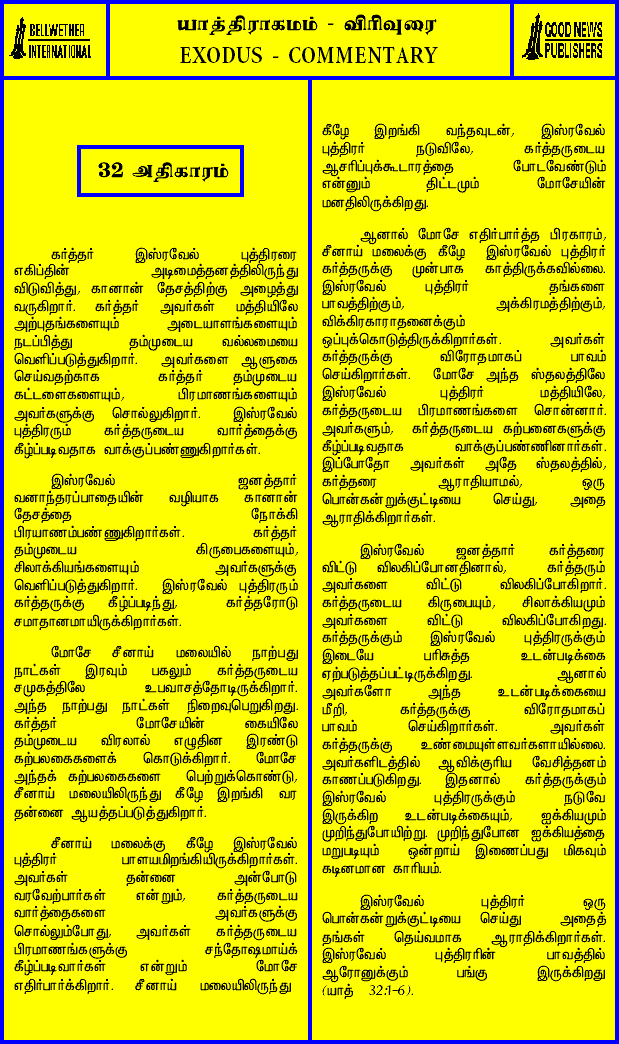 BELLWETHER
INTERNATIONAL
யாத்திராகமம் - விரிவுரை
EXODUS - COMMENTARY
GOOD NEWS
PUBLISHERS
32 அதிகாரம்
கர்த்தர் இஸ்ரவேல் புத்திரரை
எகிப்தின் அடிமைத்தனத்திலிருந்து
விடுவித்து, கானான் தேசத்திற்கு அழைத்து
வருகிறார். கர்த்தர் அவர்கள் மத்தியிலே
அற்புதங்களையும் அடையாளங்களையும்
நடப்பித்து தம்முடைய வல்லமையை
வெளிப்படுத்துகிறார். அவர்களை ஆளுகை
செய்வதற்காக கர்த்தர் தம்முடைய
கட்டளைகளையும், பிரமாணங்களையும்
அவர்களுக்கு சொல்லுகிறார். இஸ்ரவேல்
புத்திரரும் கர்த்தருடைய வார்த்தைக்கு
கீழ்ப்படிவதாக வாக்குப்பண்ணுகிறார்கள்.
இஸ்ரவேல் ஜனத்தார்
வனாந்தரப்பாதையின் வழியாக கானான்
தேசத்தை நோக்கி
பிரயாணம்பண்ணுகிறார்கள். கர்த்தர்
தம்முடைய கிருபைகளையும்,
சிலாக்கியங்களையும் அவர்களுக்கு
வெளிப்படுத்துகிறார். இஸ்ரவேல் புத்திரரும்
கர்த்தருக்கு கீழ்ப்படிந்து, கர்த்தரோடு
சமாதானமாயிருக்கிறார்கள்.
மோசே சீனாய் மலையில் நாற்பது
நாட்கள் இரவும் பகலும் கர்த்தருடைய
சமுகத்திலே உபவாசத்தோடிருக்கிறார்.
அந்த நாற்பது நாட்கள் நிறைவுபெறுகிறது.
கர்த்தர் மோசேயின் கையிலே
தம்முடைய விரலால் எழுதின இரண்டு
கற்பலகைகளைக் கொடுக்கிறார். மோசே
அந்தக் கற்பலகைகளை பெற்றுக்கொண்டு,
சீனாய் மலையிலிருந்து கீழே இறங்கி வர
தன்னை ஆயத்தப்படுத்துகிறார்.
சீனாய் மலைக்கு கீழே இஸ்ரவேல்
புத்திரர் பாளயமிறங்கியிருக்கிறார்கள்.
அவர்கள் தன்னை அன்போடு
வரவேற்பார்கள் என்றும், கர்த்தருடைய
வார்த்தைகளை அவர்களுக்கு
சொல்லும்போது, அவர்கள் கர்த்தருடைய
பிரமாணங்களுக்கு சந்தோஷமாய்க்
கீழ்ப்படிவார்கள் என்றும் மோசே
எதிர்பார்க்கிறார். சீனாய் மலையிலிருந்து
கீழே இறங்கி வந்தவுடன், இஸ்ரவேல்
புத்திரர் நடுவிலே, கர்த்தருடைய
ஆசரிப்புக்கூடாரத்தை போடவேண்டும்
என்னும் திட்டமும் மோசேயின்
மனதிலிருக்கிறது.
ஆனால் மோசே எதிர்பார்த்த பிரகாரம்,
சீனாய் மலைக்கு கீழே இஸ்ரவேல் புத்திரர்
கர்த்தருக்கு முன்பாக காத்திருக்கவில்லை.
இஸ்ரவேல் புத்திரர் தங்களை
பாவத்திற்கும், அக்கிரமத்திற்கும்,
விக்கிரகாராதனைக்கும்
ஒப்புக்கொடுத்திருக்கிறார்கள். அவர்கள்
கர்த்தருக்கு விரோதமாகப் பாவம்
செய்கிறார்கள். மோசே அந்த ஸ்தலத்திலே
இஸ்ரவேல் புத்திரர் மத்தியிலே,
கர்த்தருடைய பிரமாணங்களை சொன்னார்.
அவர்களும், கர்த்தருடைய கற்பனைகளுக்கு
கீழ்ப்படிவதாக வாக்குப்பண்ணினார்கள்.
இப்போதோ அவர்கள் அதே ஸ்தலத்தில்,
கர்த்தரை ஆராதியாமல், ஒரு
பொன்கன்றுக்குட்டியை செய்து, அதை
ஆராதிக்கிறார்கள்.
இஸ்ரவேல் ஜனத்தார் கர்த்தரை
விட்டு விலகிப்போனதினால், கர்த்தரும்
அவர்களை விட்டு விலகிப்போகிறார்.
கர்த்தருடைய கிருபையும், சிலாக்கியமும்
அவர்களை விட்டு விலகிப்போகிறது.
கர்த்தருக்கும் இஸ்ரவேல் புத்திரருக்கும்
இடையே பரிசுத்த உடன்படிக்கை
ஏற்படுத்தப்பட்டிருக்கிறது. ஆனால்
அவர்களோ அந்த உடன்படிக்கையை
மீறி, கர்த்தருக்கு விரோதமாகப்
பாவம் செய்கிறார்கள். அவர்கள்
கர்த்தருக்கு உண்மையுள்ளவர்களாயில்லை.
அவர்களிடத்தில் ஆவிக்குரிய வேசித்தனம்
காணப்படுகிறது. இதனால் கர்த்தருக்கும்
இஸ்ரவேல் புத்திரருக்கும் நடுவே
இருக்கிற உடன்படிக்கையும், ஐக்கியமும்
முறிந்துபோயிற்று. முறிந்துபோன ஐக்கியத்தை
மறுபடியும் ஒன்றாய் இணைப்பது மிகவும்
கடினமான காரியம்.
இஸ்ரவேல் புத்திரர் ஒரு
பொன்கன்றுக்குட்டியை செய்து அதைத்
தங்கள் தெய்வமாக ஆராதிக்கிறார்கள்.
இஸ்ரவேல் புத்திரரின் பாவத்தில்
ஆரோனுக்கும் பங்கு இருக்கிறது
(யாத் 32:1-6).